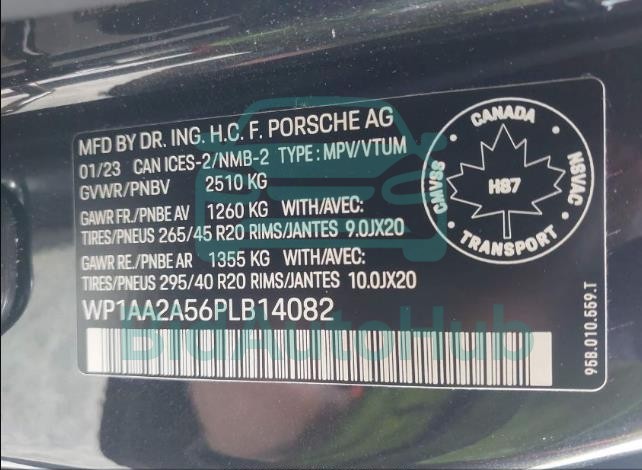 MFD BY DR. ING. H.C. F. PORSCHE AG
01/23 CAN ICES-2/NMB-2 TYPE: MPV/VTUM
GVWR/PNBV 2510 KG
GAWR FR./PNBE AV 1260 KG WITH/AVEC:
TIRES/PNEUS 265/45 R20 RIMS/JANTES 9.0JX20
GAWR RE./PNBE AR 1355 KG WITH/AVEC:
TIRES/PNEUS 295/40 R20 RIMS/JANTES 10.0JX20
WP1AA2A56PLB14082
CANADA
CMVSS
NSVAC
H87
TRANSPORT
95B.010.559.T
BidAutoHub